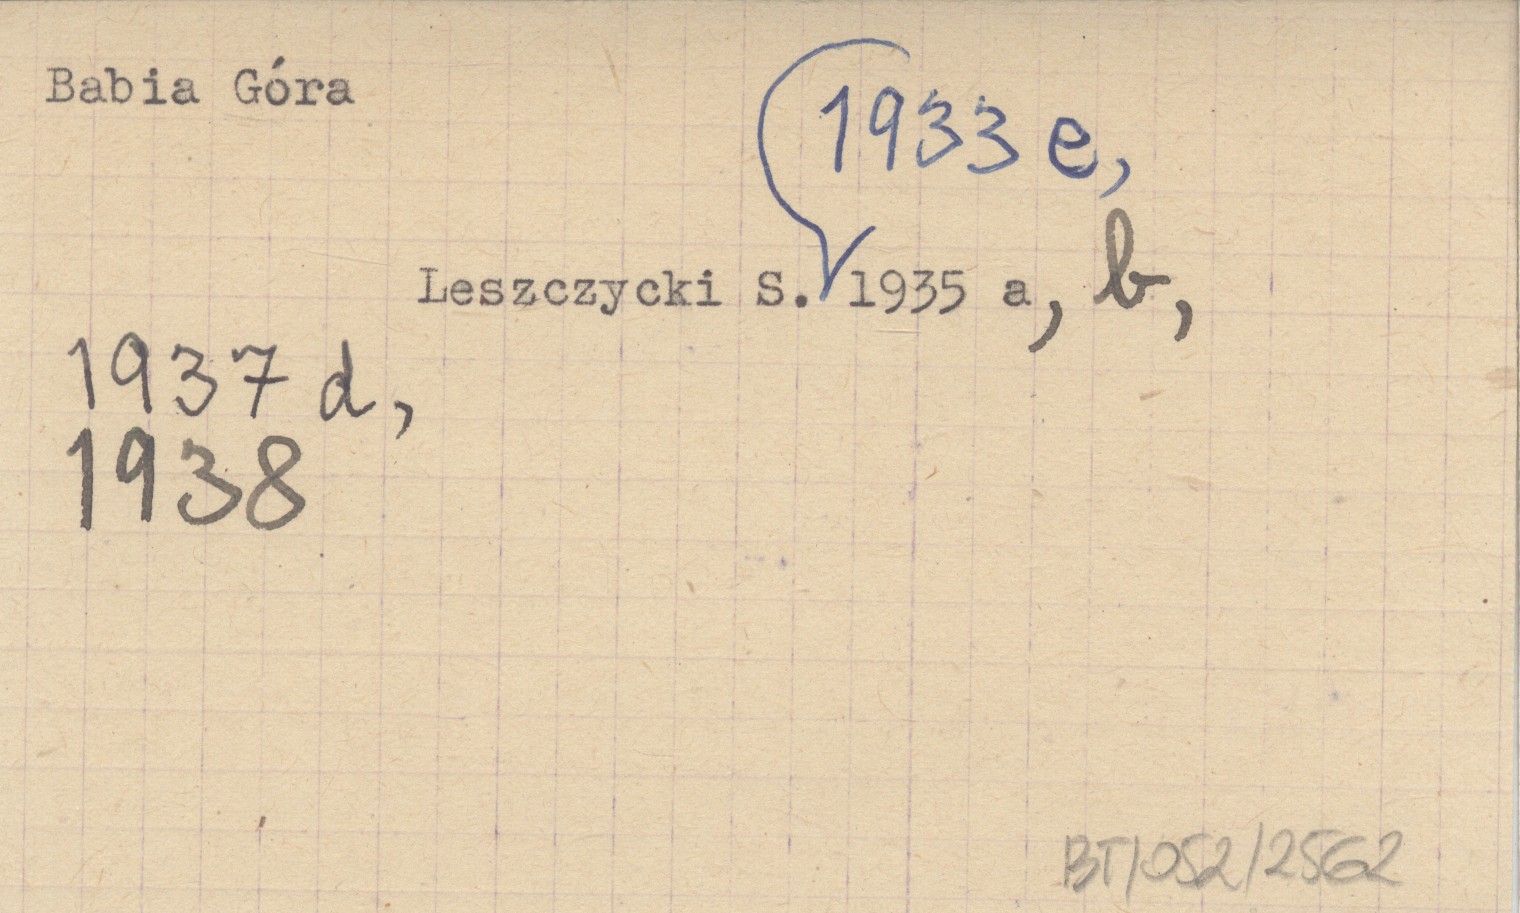 Babia Góra
1933 e,
Leszczycki S. 1935 a, b,
1937 d,
1938
BT/052/2562